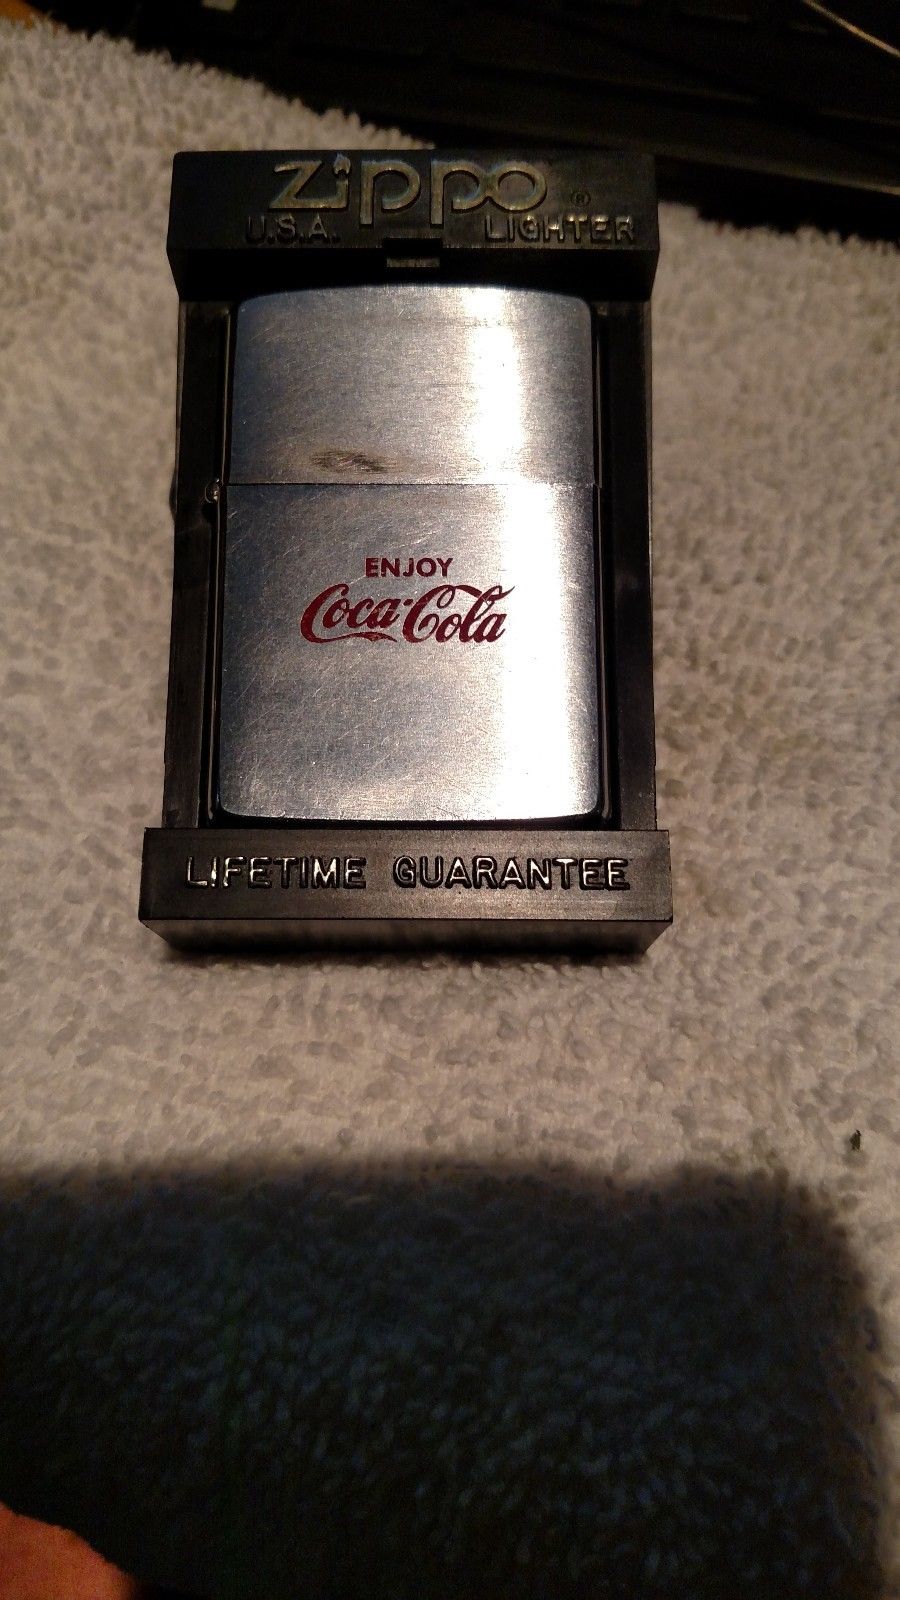 Zippo ®
U.S.A. LIGHTER
ENJOY
Coca-Cola
LIFETIME GUARANTEE